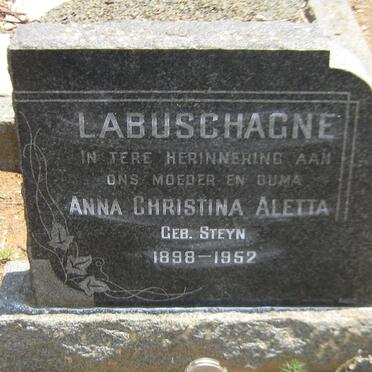 LABUSCHAGNE
IN TERE HERINNERING AAN
ONS MOEDER EN OUMA
ANNA CHRISTINA ALETTA
GEB. STEYN
1898-1952